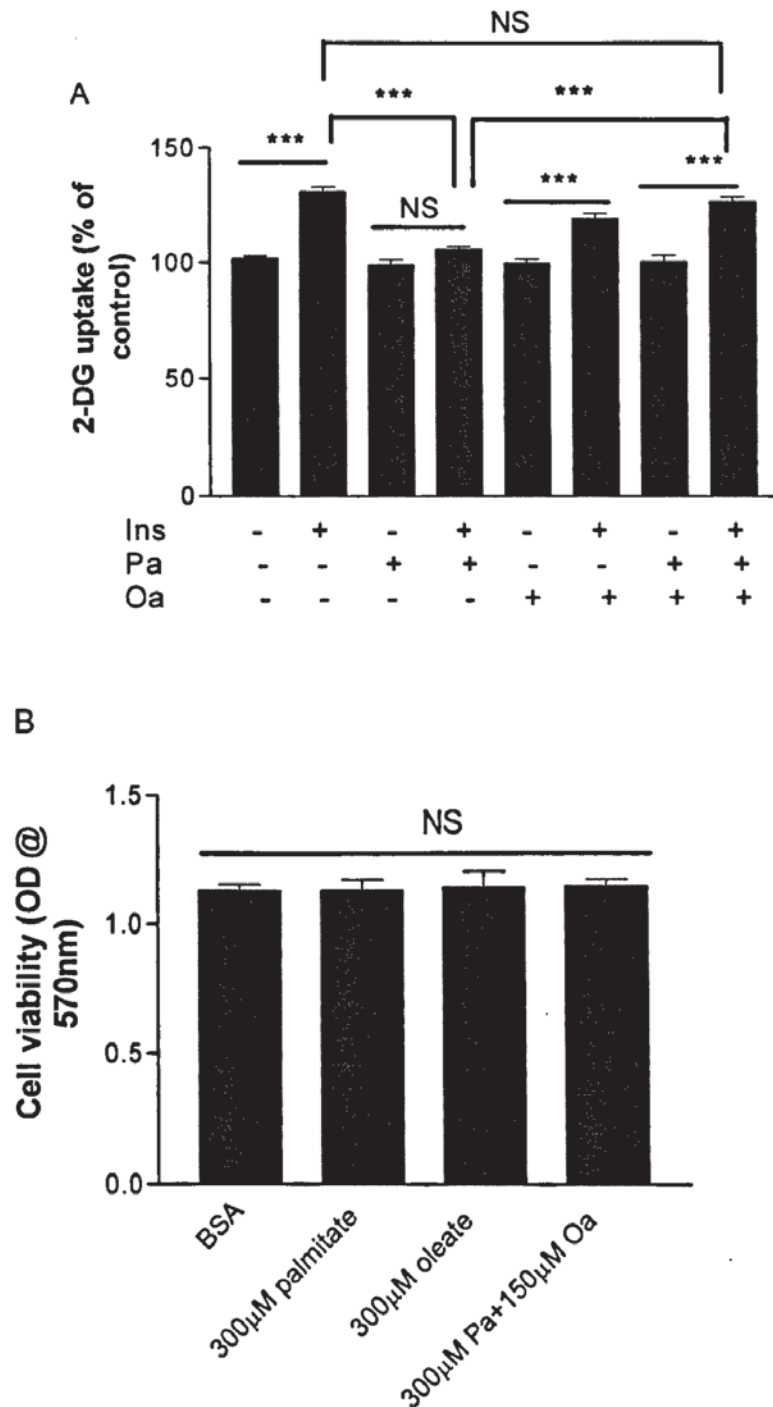 NS
A
***
***
150
***
***
***
NS
100
50
0
2-DG uptake (% of
control)
Ins - + - + - + - +
Pa - - + + - - + +
Oa - - - - + + + +
B
1.5
NS
1.0
0.5
0.0
Cell viability (OD @
570nm)
BSA
300µM palmitate
300µM oleate
300µM Pa+150µM Oa